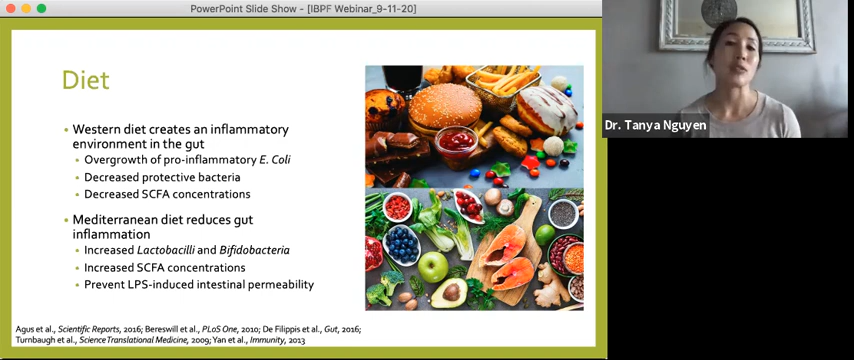 PowerPoint Slide Show - [IBPF Webinar_9-11-20]
Diet
Western diet creates an inflammatory
environment in the gut
Overgrowth of pro-inflammatory E. Coli
Decreased protective bacteria
Decreased SCFA concentrations
Mediterranean diet reduces gut
inflammation
Increased Lactobacilli and Bifidobacteria
Increased SCFA concentrations
Prevent LPS-induced intestinal permeability
Agus et al., Scientific Reports, 2016; Bereswill et al., PLoS One, 2010; De Filippis et al., Gut, 2016;
Turnbaugh et al., Science Translational Medicine, 2009; Yan et al., Immunity, 2013
Dr. Tanya Nguyen